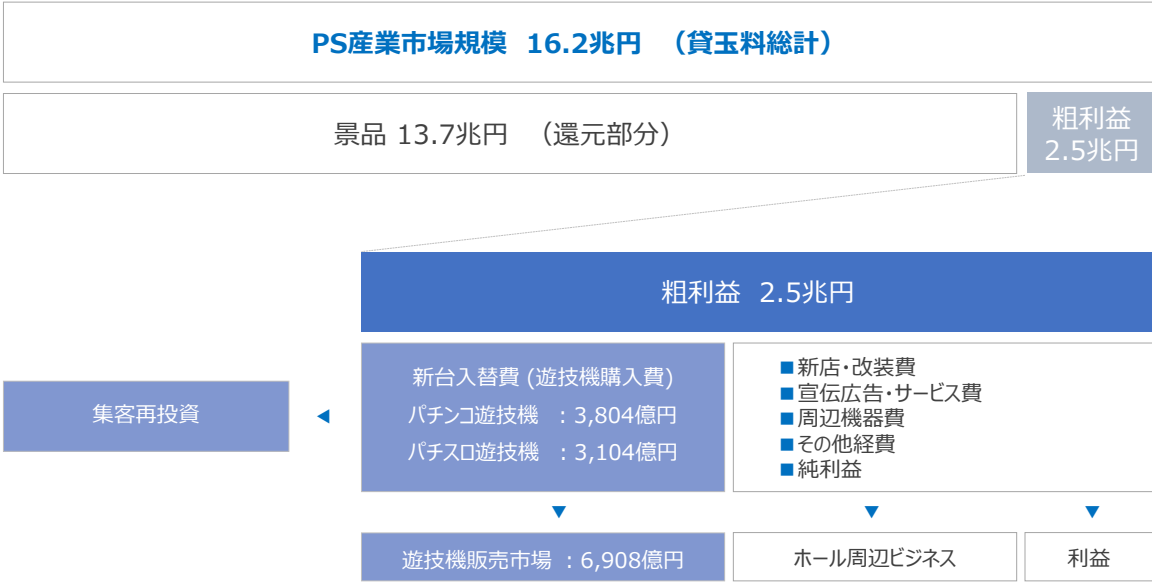 PS産業市場規模 16.2兆円 （貸玉料総計）
景品 13.7兆円 （還元部分）
粗利益
2.5兆円
粗利益 2.5兆円
新台入替費 (遊技機購入費)
パチンコ遊技機 ：3,804億円
パチスロ遊技機 ：3,104億円
■新店・改装費
■宣伝広告・サービス費
■周辺機器費
■その他経費
■純利益
集客再投資
遊技機販売市場 ：6,908億円
ホール周辺ビジネス
利益